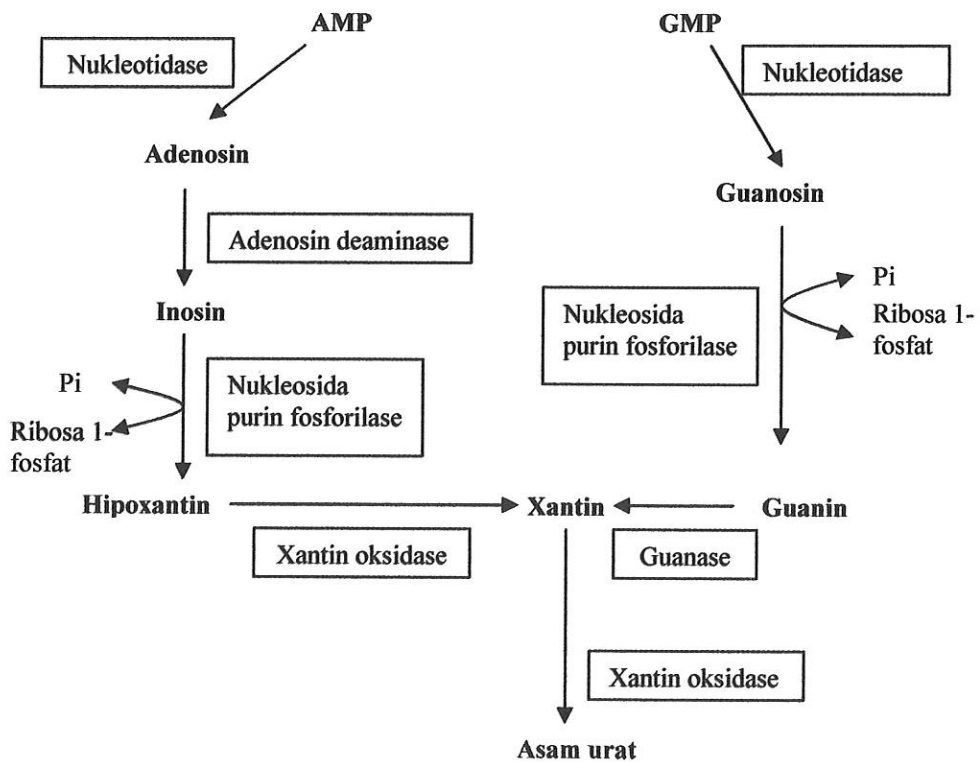 AMP
GMP
Nukleotidase
Nukleotidase
Adenosin
Guanosin
Adenosin deaminase
Inosin
Pi
Ribosa 1-
fosfat
Nukleosida
purin fosforilase
Pi
Ribosa 1-
fosfat
Nukleosida
purin fosforilase
Hipoxantin
Xantin
Guanin
Xantin oksidase
Guanase
Xantin oksidase
Asam urat